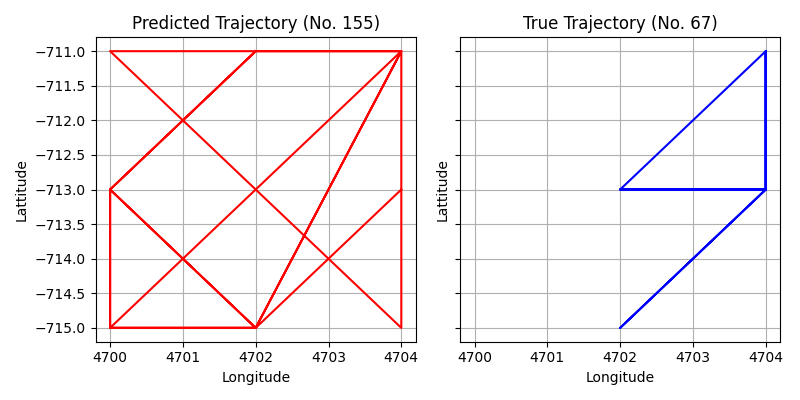 Predicted Trajectory (No. 155)
−711.0
−711.5
−712.0
−712.5
−713.0
−713.5
−714.0
−714.5
−715.0
Lattitude
4700 4701 4702 4703 4704
Longitude
True Trajectory (No. 67)
Lattitude
4700 4701 4702 4703 4704
Longitude